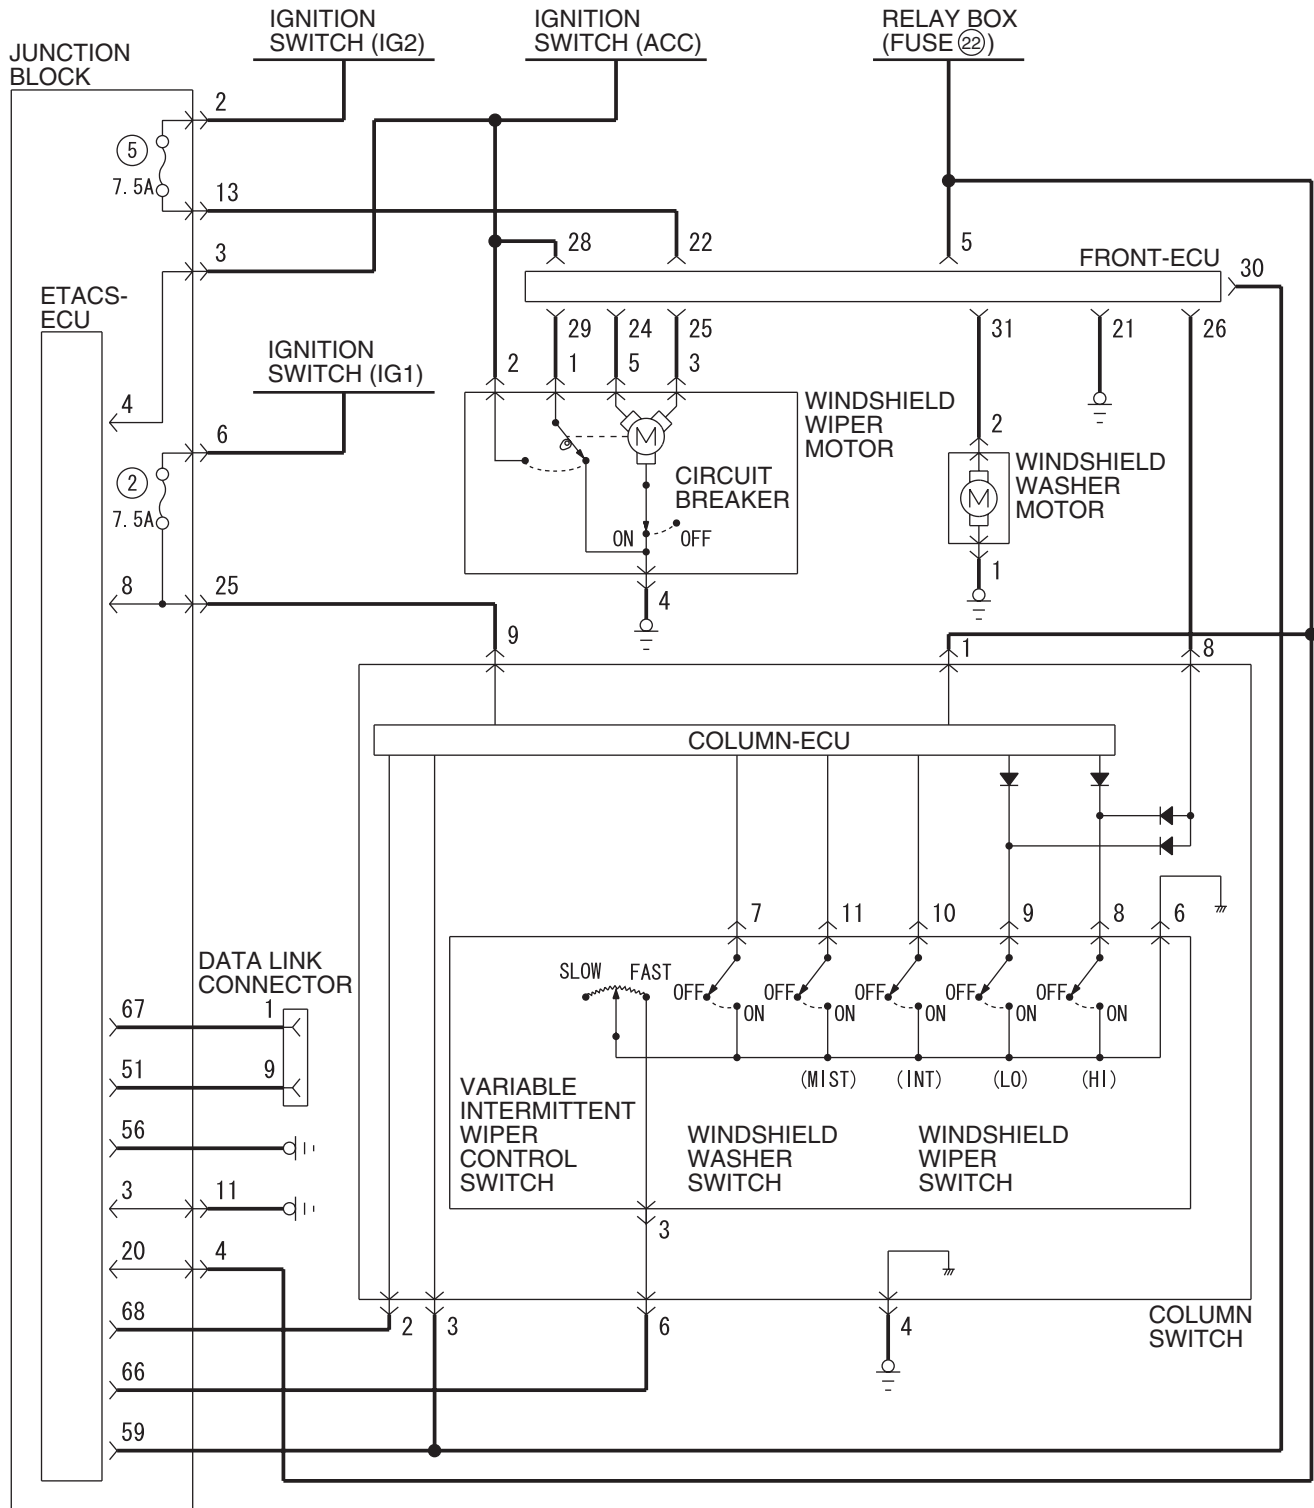 IGNITION
SWITCH (IG2)
IGNITION
SWITCH (ACC)
RELAY BOX
(FUSE 22)
JUNCTION
BLOCK
2
5
7.5A
13
3
28
22
5
FRONT-ECU
30
ETACS-
ECU
29
24
25
31
21
26
IGNITION
SWITCH (IG1)
2
1
5
3
4
6
WINDSHIELD
WIPER
MOTOR
M
2
2
7.5A
CIRCUIT
BREAKER
ON
OFF
M
WINDSHIELD
WASHER
MOTOR
1
8
25
4
9
1
8
COLUMN-ECU
7
11
10
9
8
6
DATA LINK
CONNECTOR
SLOW
FAST
OFF
ON
OFF
ON
OFF
ON
OFF
ON
OFF
ON
67
1
51
9
(MIST)
(INT)
(LO)
(HI)
VARIABLE
INTERMITTENT
WIPER
CONTROL
SWITCH
WINDSHIELD
WASHER
SWITCH
WINDSHIELD
WIPER
SWITCH
56
3
11
3
20
4
68
2
3
6
4
COLUMN
SWITCH
66
59